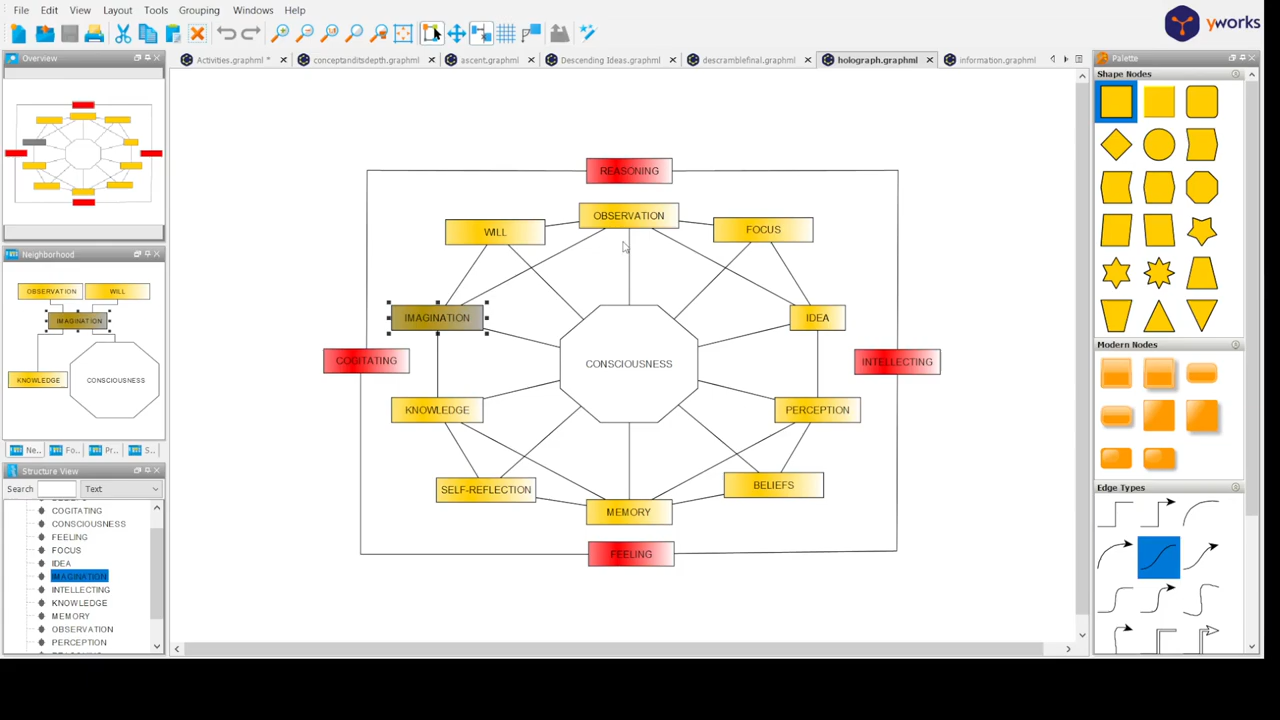 File Edit View Layout Tools Grouping Windows Help
yworks
Overview
Activities.graphml * conceptanditsdepth.graphml ascent.graphml Descending Ideas.graphml descramblefinal.graphml holograph.graphml information.graphml
Palette
Shape Nodes
REASONING
OBSERVATION
WILL
FOCUS
IMAGINATION
IDEA
COGITATING
CONSCIOUSNESS
INTELLECTING
KNOWLEDGE
PERCEPTION
SELF-REFLECTION
BELIEFS
MEMORY
FEELING
Neighborhood
OBSERVATION WILL
IMAGINATION
KNOWLEDGE CONSCIOUSNESS
Ne... Fo... Pr... S...
Structure View
Search Text
COGITATING
CONSCIOUSNESS
FEELING
FOCUS
IDEA
IMAGINATION
INTELLECTING
KNOWLEDGE
MEMORY
OBSERVATION
PERCEPTION
Modern Nodes
Edge Types